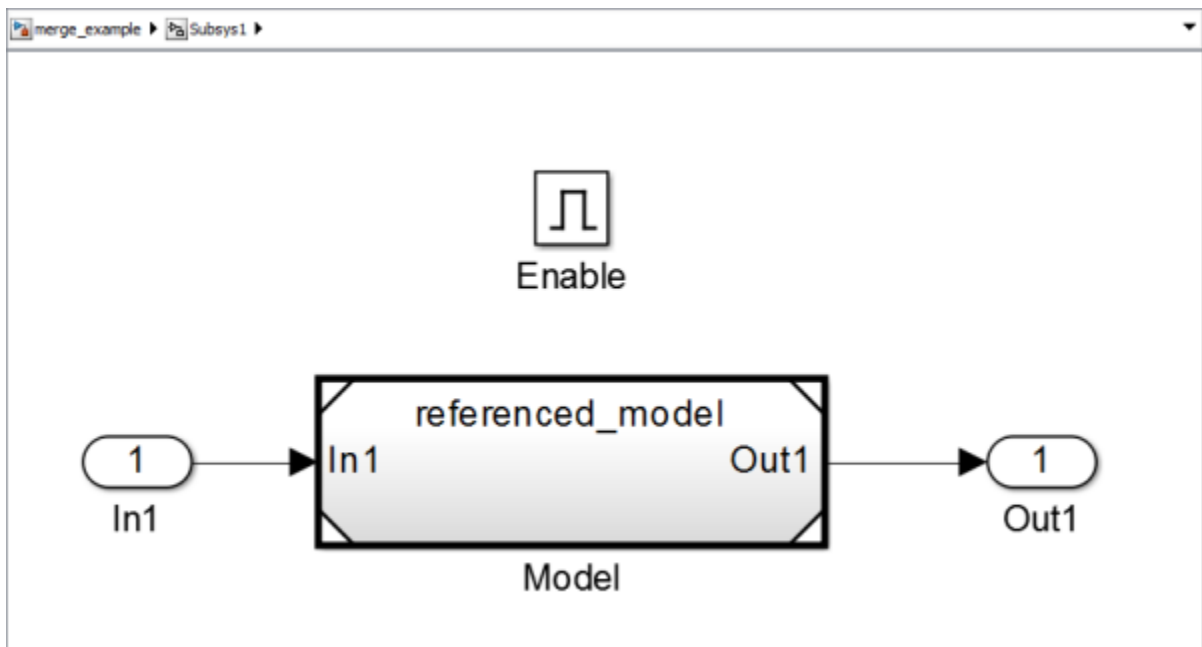 merge_example Subsys1
Enable
referenced_model
1 In1 Out1 1
In1 Out1
Model